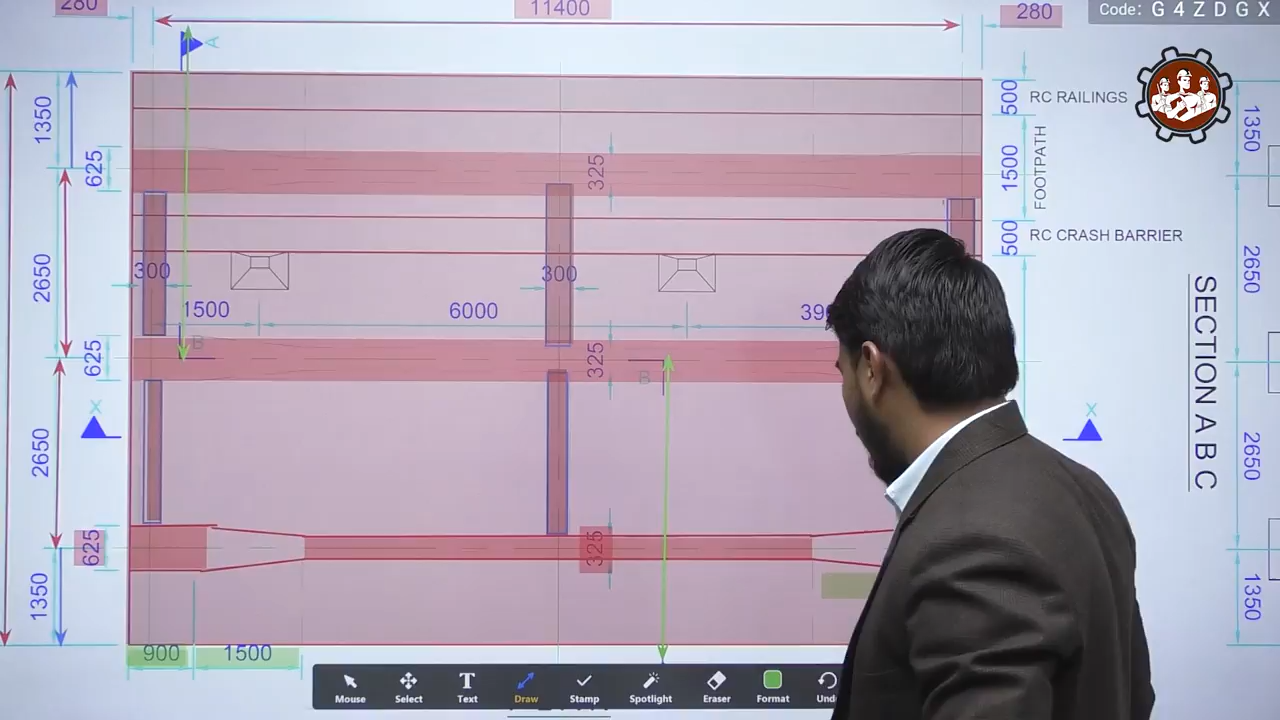 280
11400
280
Code: G 4 Z D G X
A
1350
625
325
500
RC RAILINGS
1500
FOOTPATH
1350
500
RC CRASH BARRIER
2650
300
300
1500
6000
2650
B
625
325
B
SECTION A B C
X
X
2650
2650
625
325
1350
1350
900
1500
Mouse
Select
Text
Draw
Stamp
Spotlight
Eraser
Format